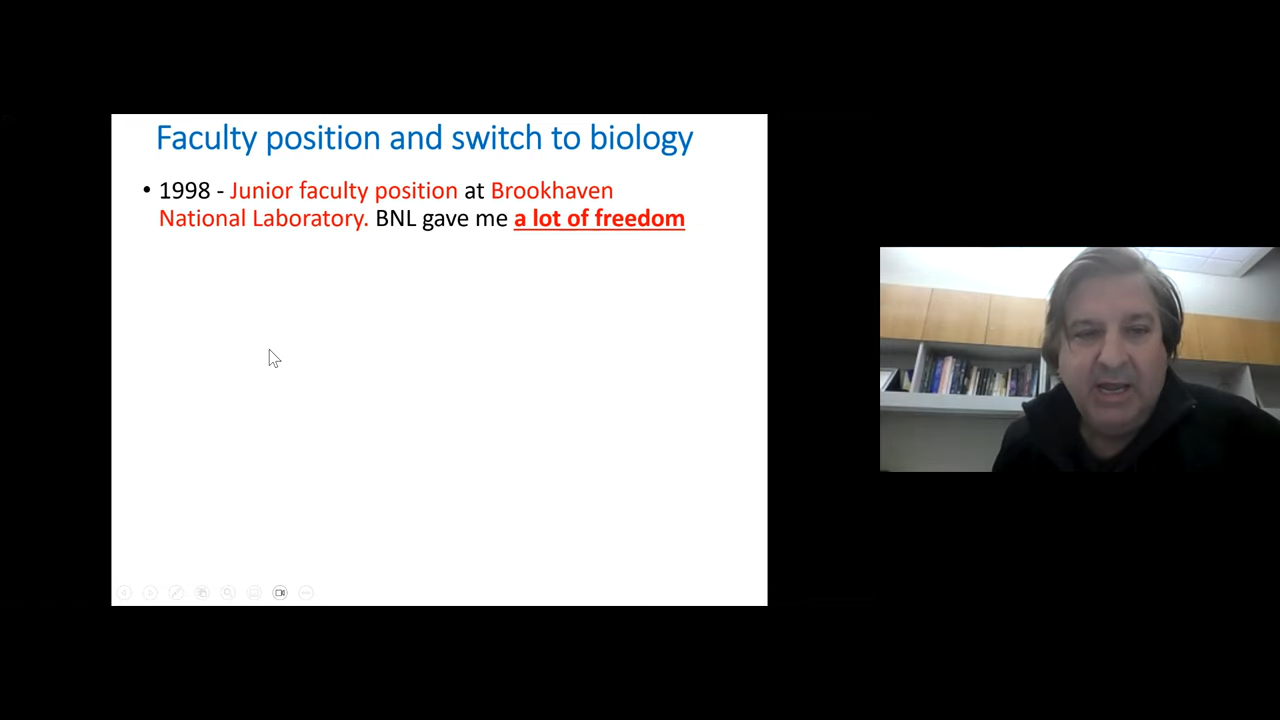 Faculty position and switch to biology
• 1998 - Junior faculty position at Brookhaven
National Laboratory. BNL gave me a lot of freedom